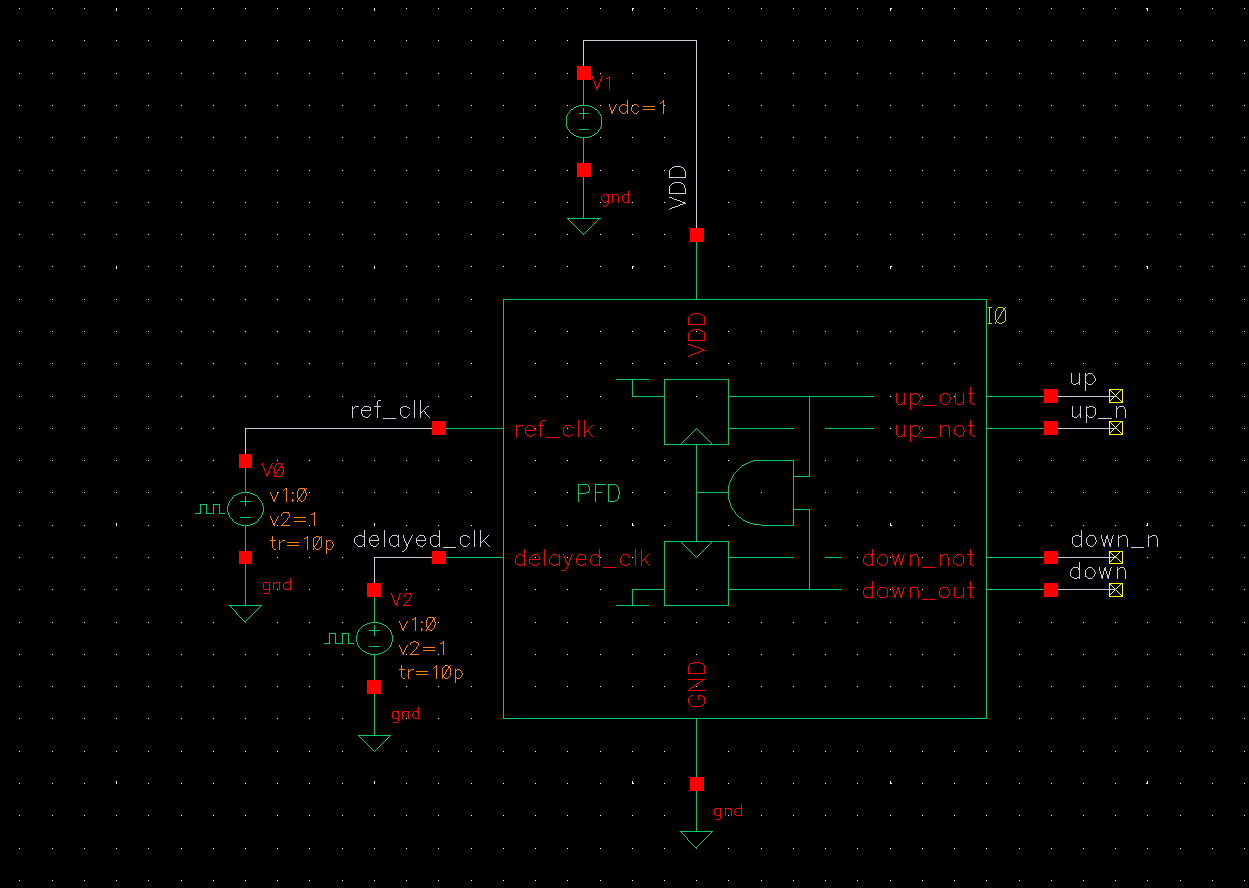 V1
vdc=1
VDD
gnd
I0
VDD
up
ref_clk
up_out
up_n
ref_clk
up_not
V0
v1:0
v2=1
tr=10p
PFD
delayed_clk
down_n
gnd
delayed_clk
down_not
down
V2
down_out
v1:0
v2=1
tr=10p
GND
gnd
gnd